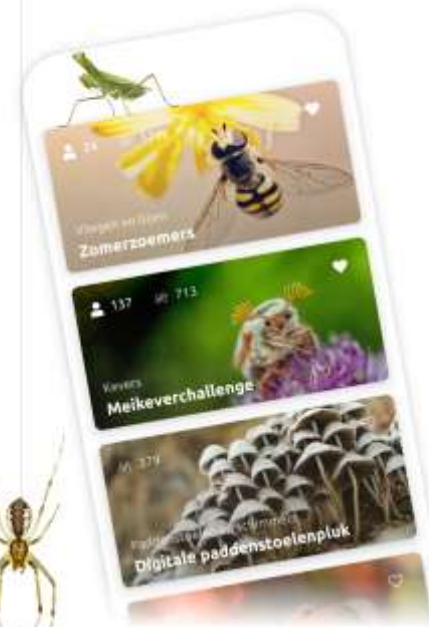 24
Vliegen en bijen
Zomerzoemers
137 713
Kevers
Meikeverchallenge
379
Digitale paddenstoelenpluk